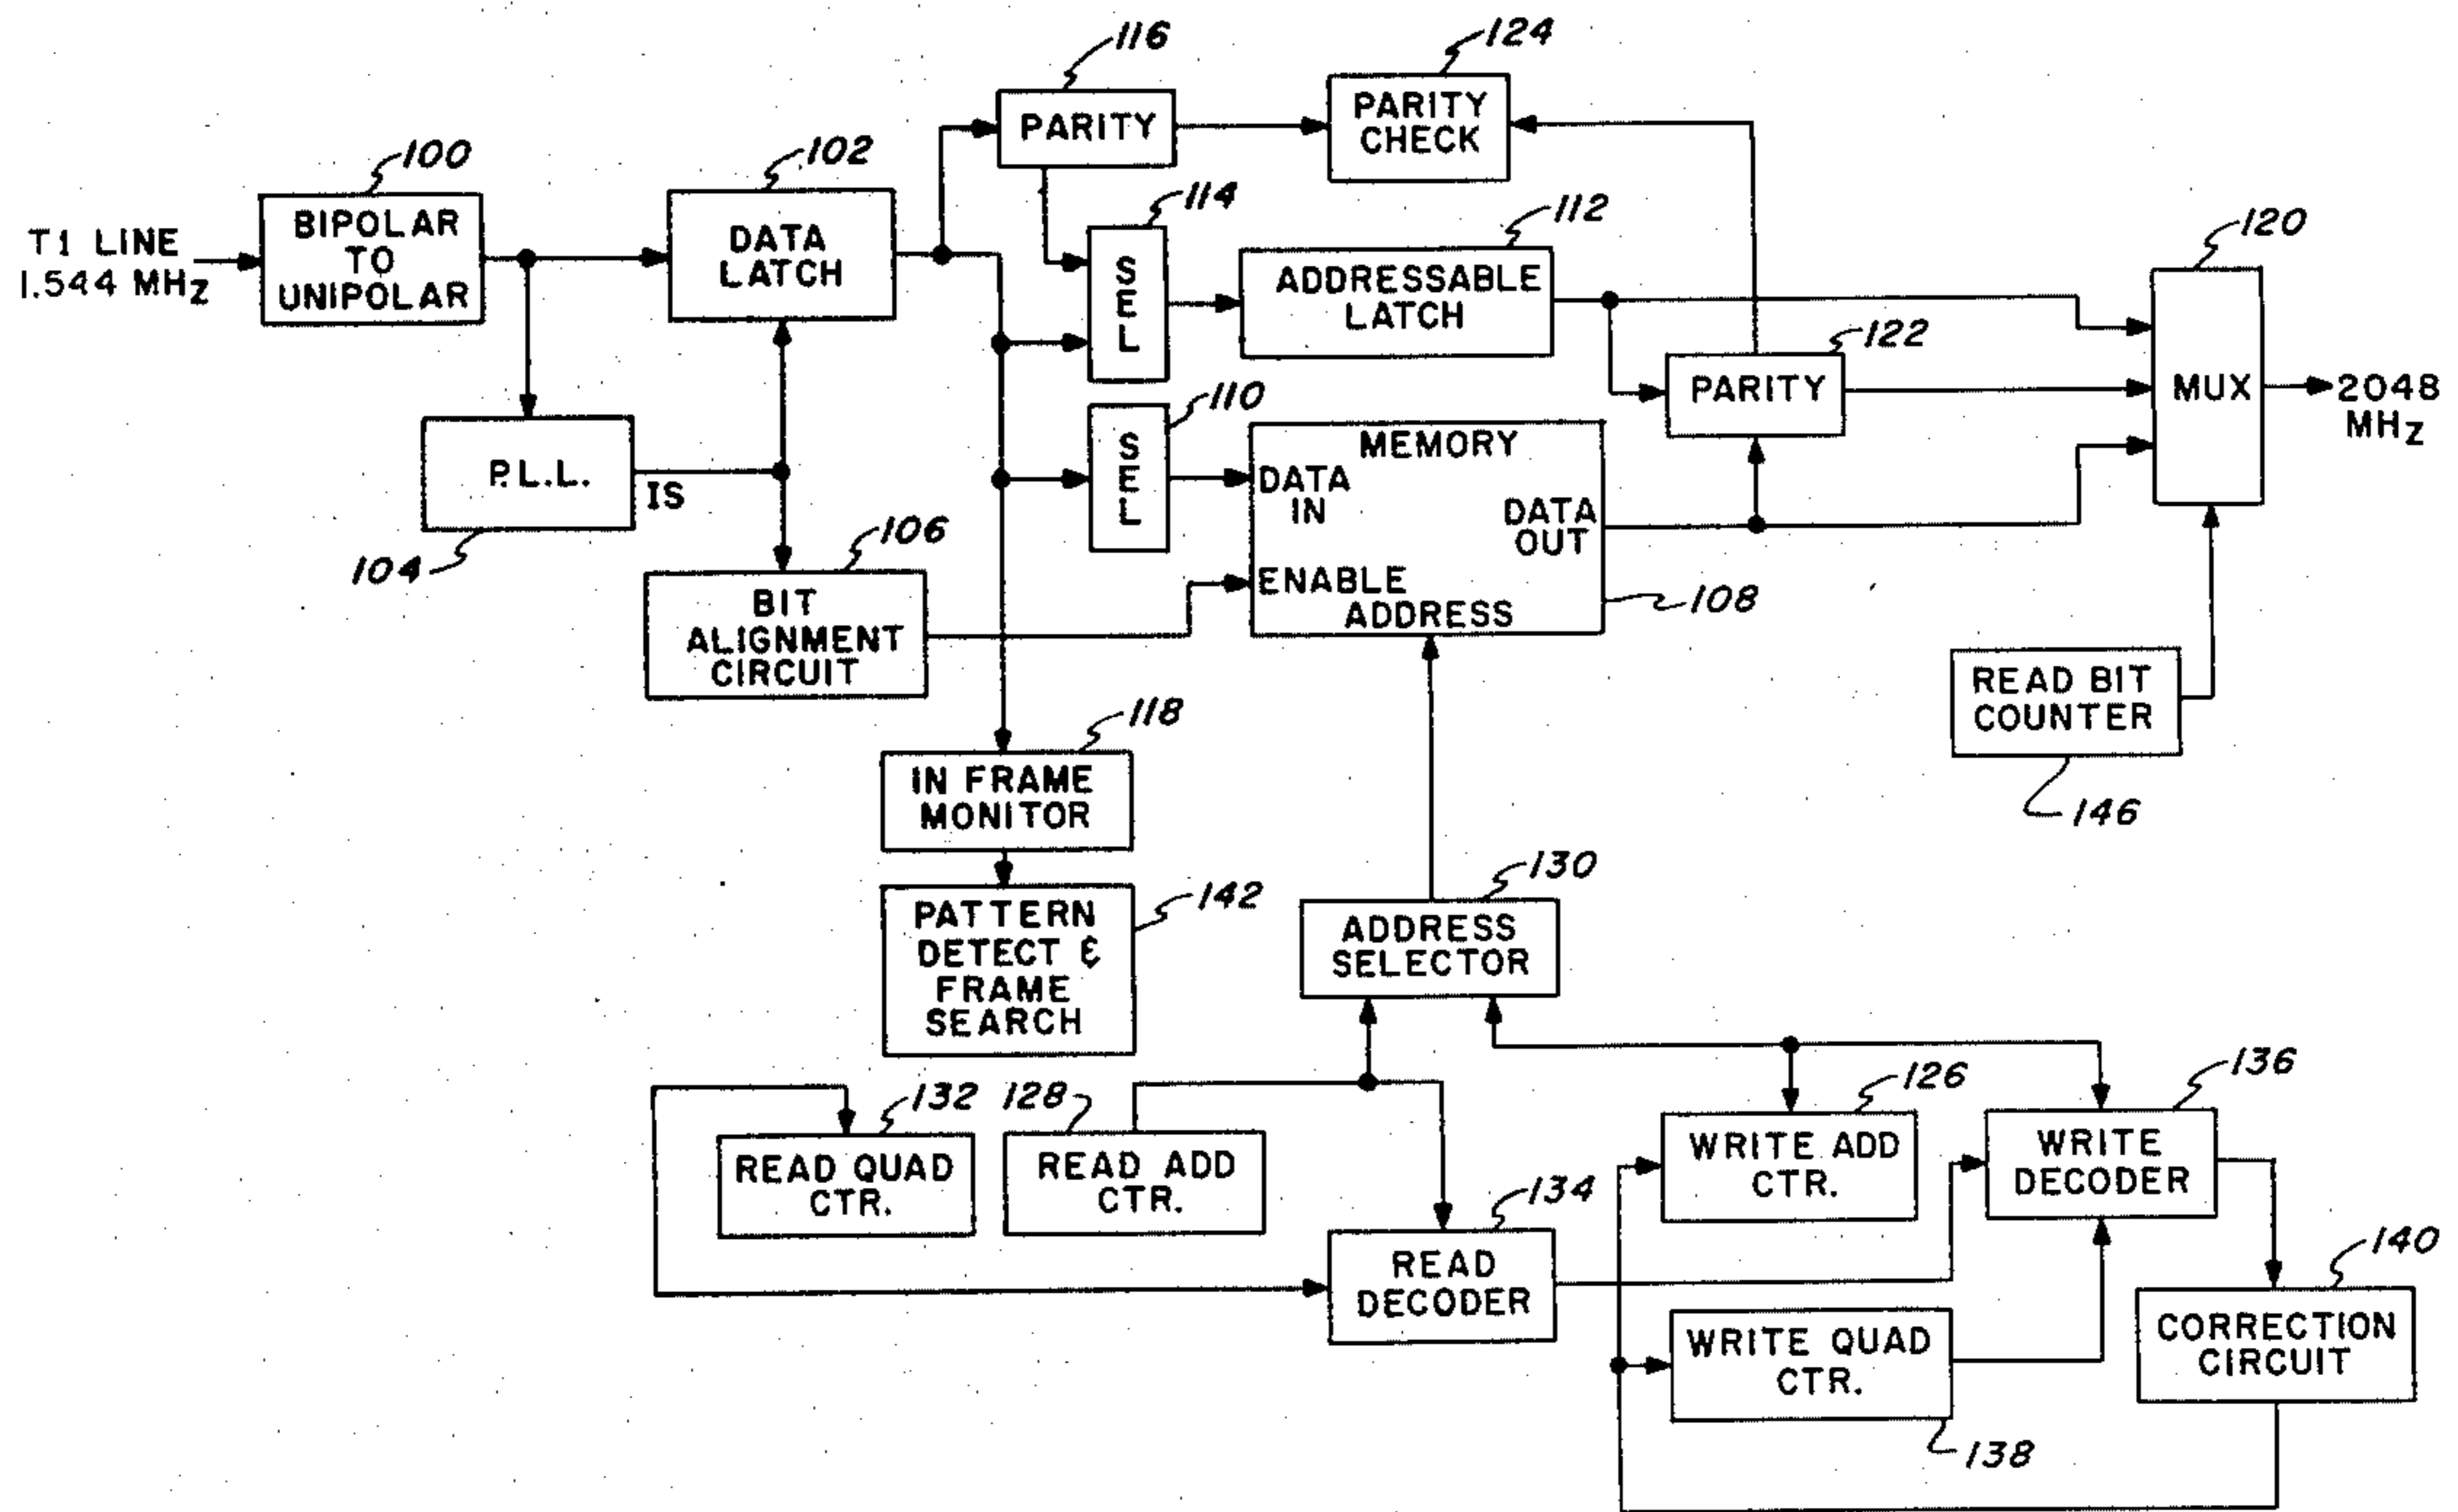 116
124
PARITY
PARITY
CHECK
100
102
114
112
120
T1 LINE
1.544 MHZ
BIPOLAR
TO
UNIPOLAR
DATA
LATCH
S
E
L
ADDRESSABLE
LATCH
122
PARITY
MUX
2048
MHZ
110
S
E
L
MEMORY
DATA
IN
DATA
OUT
ENABLE
ADDRESS
108
P.L.L.
IS
104
106
BIT
ALIGNMENT
CIRCUIT
READ BIT
COUNTER
146
118
IN FRAME
MONITOR
142
PATTERN
DETECT &
FRAME
SEARCH
130
ADDRESS
SELECTOR
132
READ QUAD
CTR.
128
READ ADD
CTR.
126
WRITE ADD
CTR.
136
WRITE
DECODER
134
READ
DECODER
140
CORRECTION
CIRCUIT
WRITE QUAD
CTR.
138